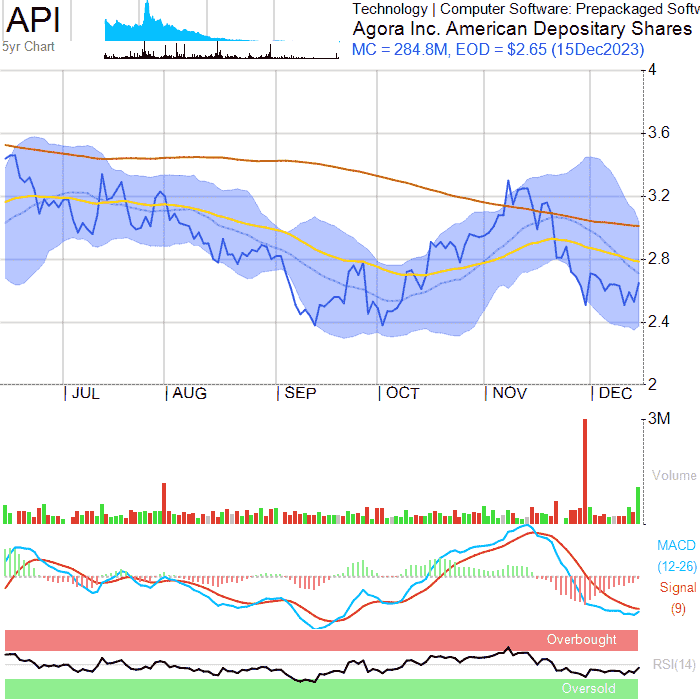 API
5yr Chart
Technology | Computer Software: Prepackaged Softw
Agora Inc. American Depositary Shares
MC = 284.8M, EOD = $2.65 (15Dec2023)
4
3.6
3.2
2.8
2.4
2
| JUL | AUG | SEP | OCT | NOV | DEC
3M
Volume
MACD
(12-26)
Signal
(9)
Overbought
RSI(14)
Oversold